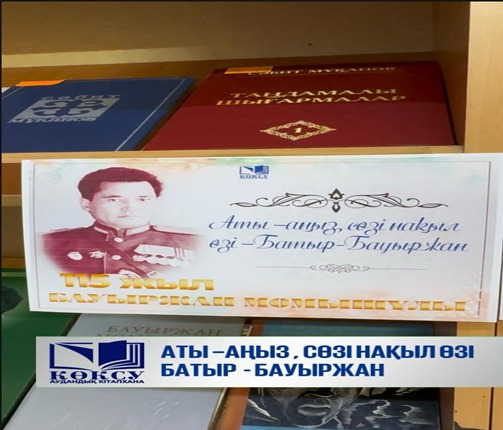 СӘБИТ
МҰҚАНОВ
СӘБИТ МҰҚАНОВ
ТАҢДАМАЛЫ
ШЫҒАРМАЛАР
1
КӨКСУ
Аты –аңыз, сөзі нақыл
өзі –Батыр-Бауыржан
115 ЖЫЛ
БАУЫРЖАН МОМЫШҰЛЫ
БАУЫРЖАН
КӨКСУ
АУДАНДЫҚ КІТАПХАНА
АТЫ –АҢЫЗ , СӨЗІ НАҚЫЛ ӨЗІ
БАТЫР - БАУЫРЖАН